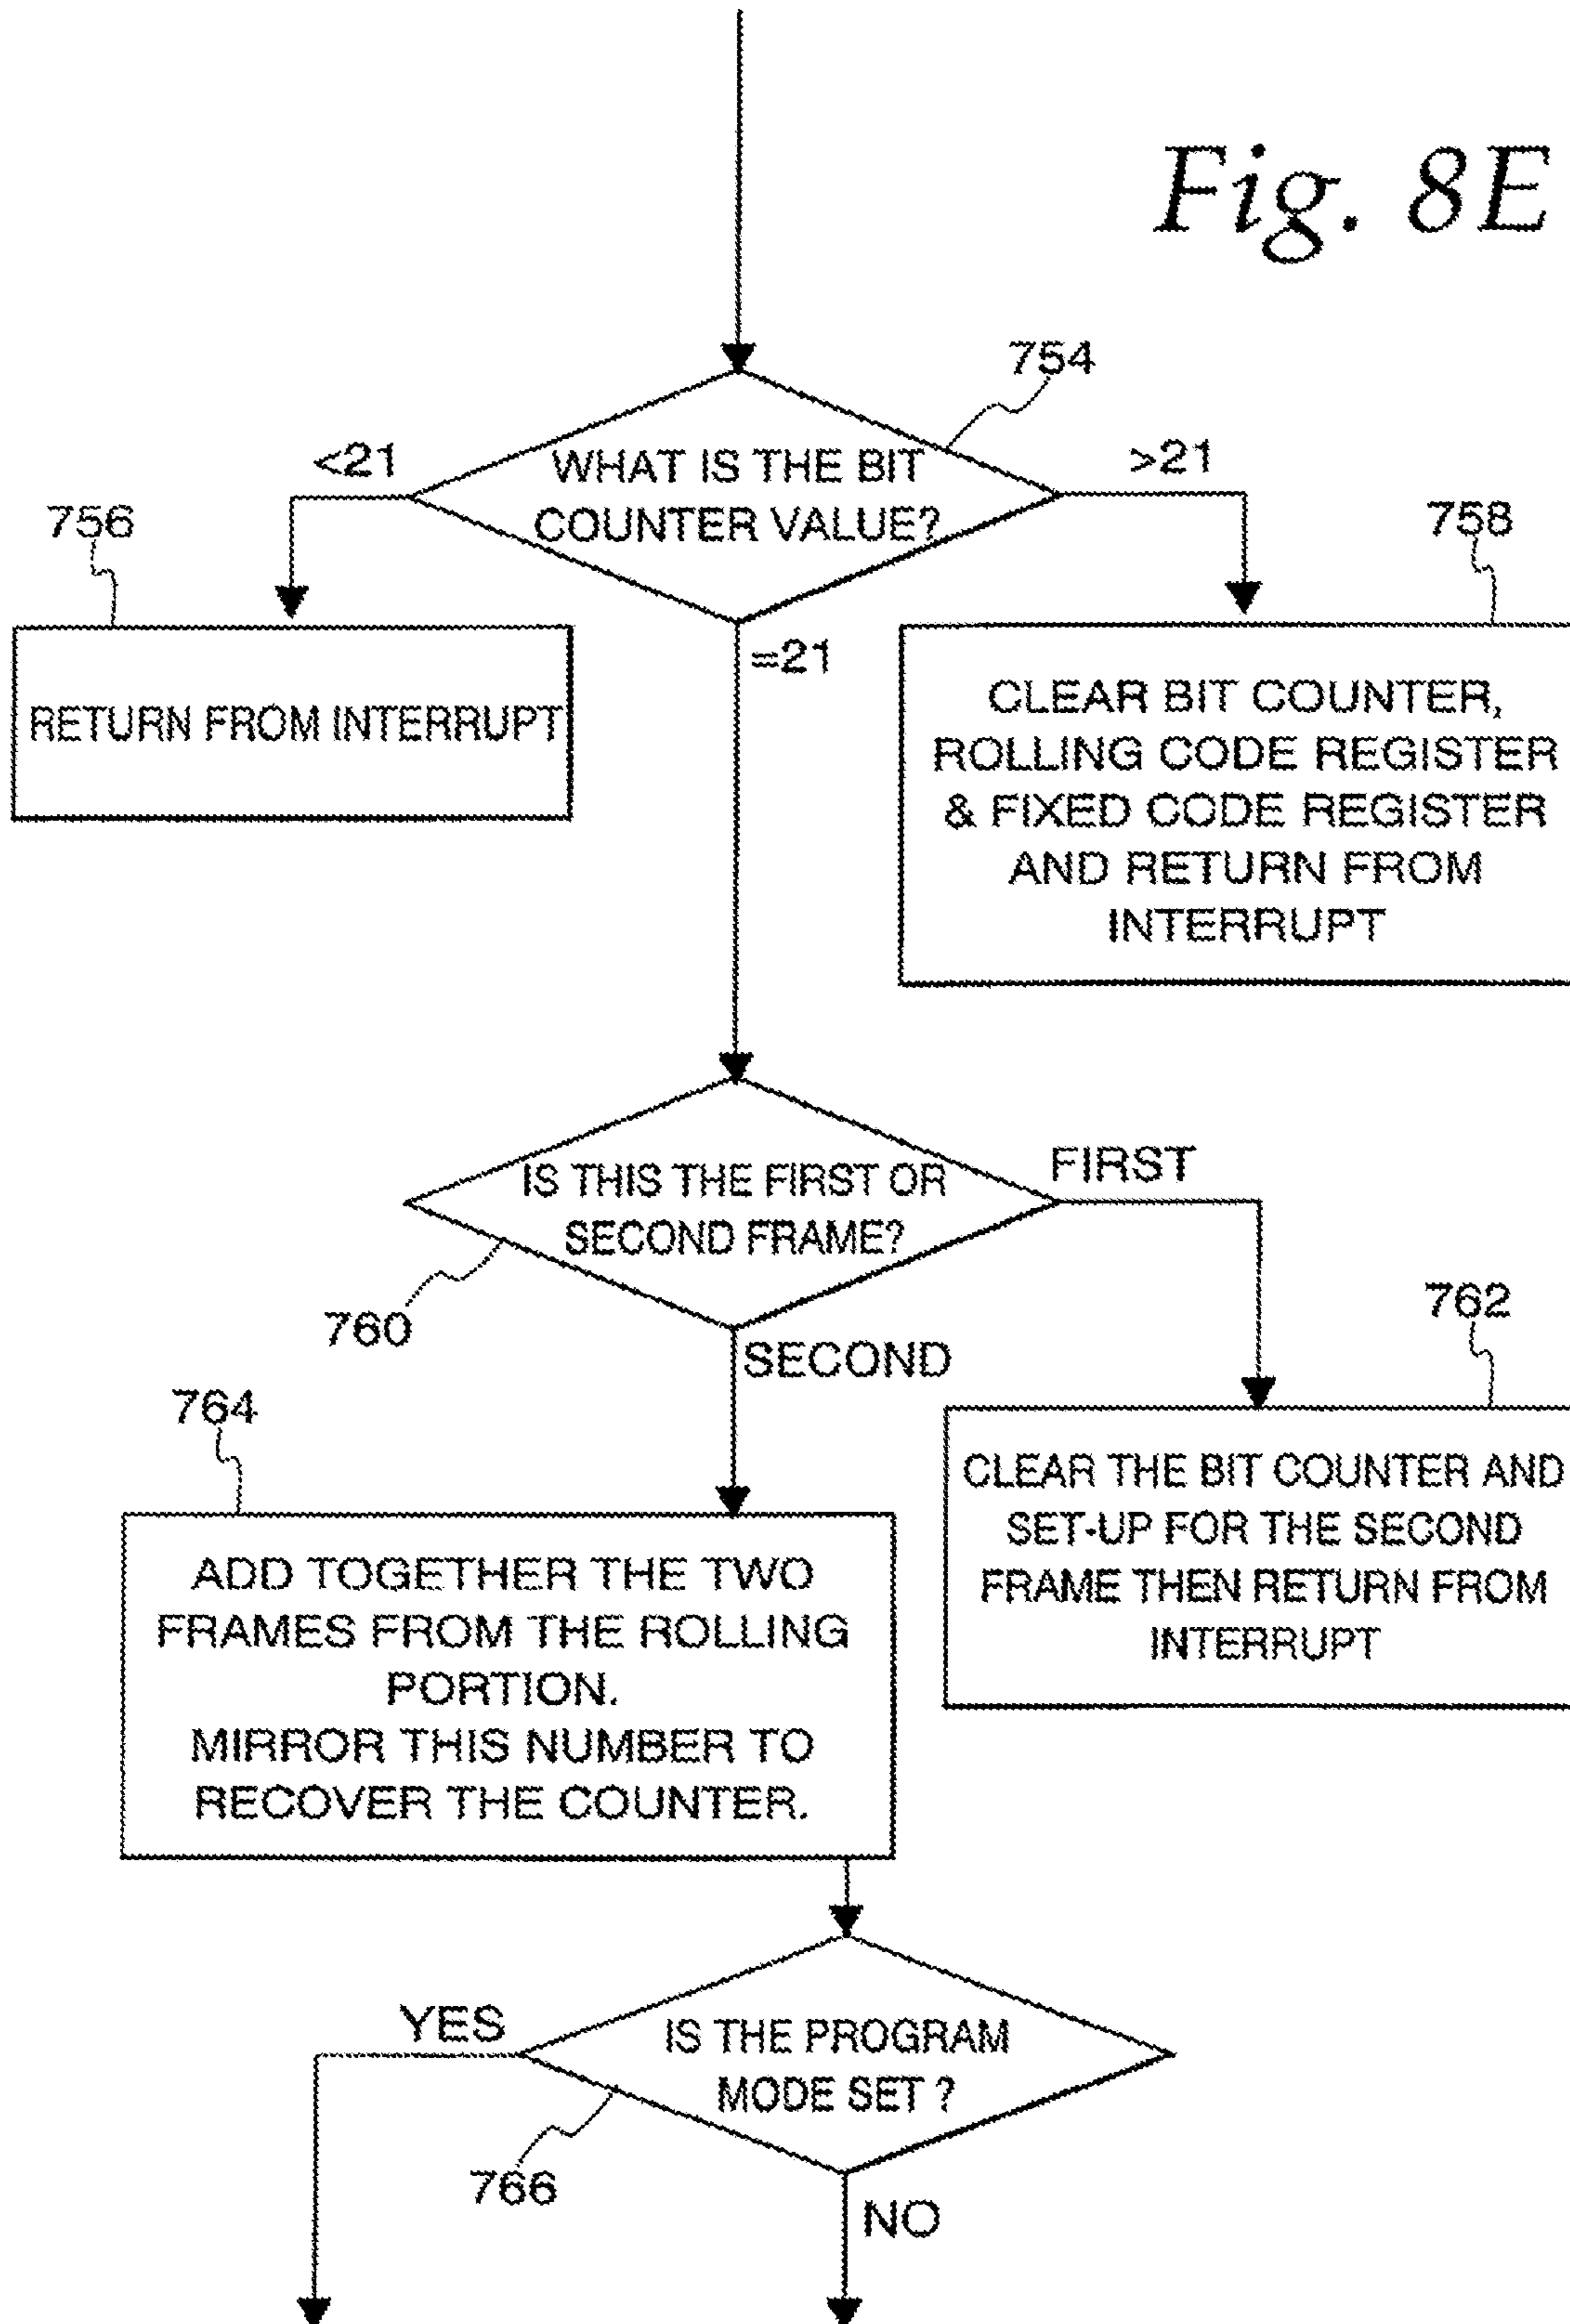 Fig. 8E
754
<21
WHAT IS THE BIT
COUNTER VALUE?
>21
756
758
RETURN FROM INTERRUPT
=21
CLEAR BIT COUNTER,
ROLLING CODE REGISTER
& FIXED CODE REGISTER
AND RETURN FROM
INTERRUPT
IS THIS THE FIRST OR
SECOND FRAME?
FIRST
760
SECOND
762
764
CLEAR THE BIT COUNTER AND
SET-UP FOR THE SECOND
FRAME THEN RETURN FROM
INTERRUPT
ADD TOGETHER THE TWO
FRAMES FROM THE ROLLING
PORTION.
MIRROR THIS NUMBER TO
RECOVER THE COUNTER.
YES
IS THE PROGRAM
MODE SET ?
766
NO